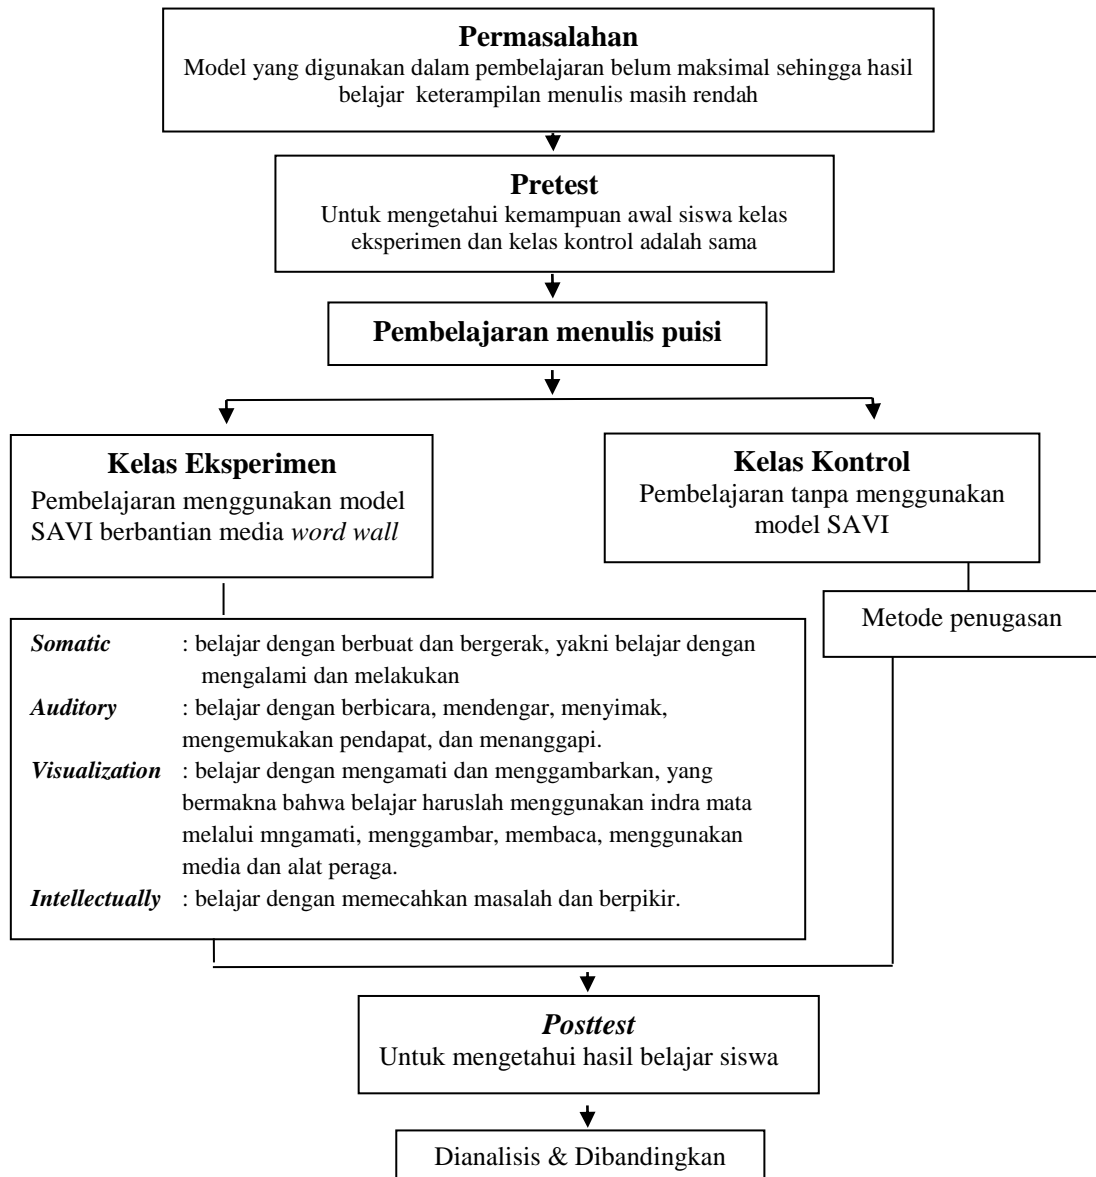 Permasalahan
Model yang digunakan dalam pembelajaran belum maksimal sehingga hasil
belajar keterampilan menulis masih rendah
Pretest
Untuk mengetahui kemampuan awal siswa kelas
eksperimen dan kelas kontrol adalah sama
Pembelajaran menulis puisi
Kelas Eksperimen
Pembelajaran menggunakan model
SAVI berbantian media word wall
Kelas Kontrol
Pembelajaran tanpa menggunakan
model SAVI
Metode penugasan
Somatic : belajar dengan berbuat dan bergerak, yakni belajar dengan
mengalami dan melakukan
Auditory : belajar dengan berbicara, mendengar, menyimak,
mengemukakan pendapat, dan menanggapi.
Visualization : belajar dengan mengamati dan menggambarkan, yang
bermakna bahwa belajar haruslah menggunakan indra mata
melalui mngamati, menggambar, membaca, menggunakan
media dan alat peraga.
Intellectually : belajar dengan memecahkan masalah dan berpikir.
Posttest
Untuk mengetahui hasil belajar siswa
Dianalisis & Dibandingkan